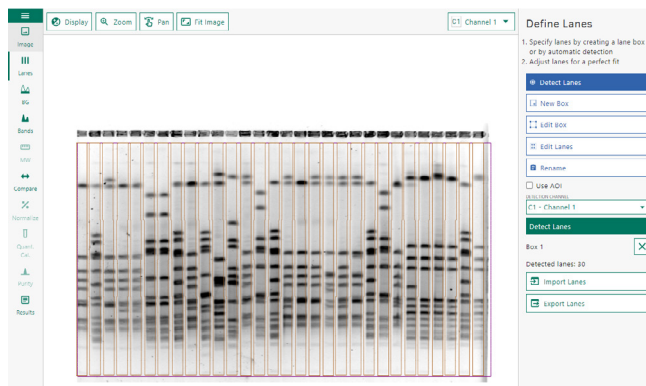 Display
Zoom
Pan
Fit Image
C1 Channel 1
Image
Lanes
BG
Bands
MW
Compare
Normalize
Quant.
Cal.
Purity
Results
Define Lanes
1. Specify lanes by creating a lane box
or by automatic detection
2. Adjust lanes for a perfect fit
Detect Lanes
New Box
Edit Box
Edit Lanes
Rename
Use AOI
DETECTION CHANNEL
C1 - Channel 1
Detect Lanes
Box 1
Detected lanes: 30
Import Lanes
Export Lanes